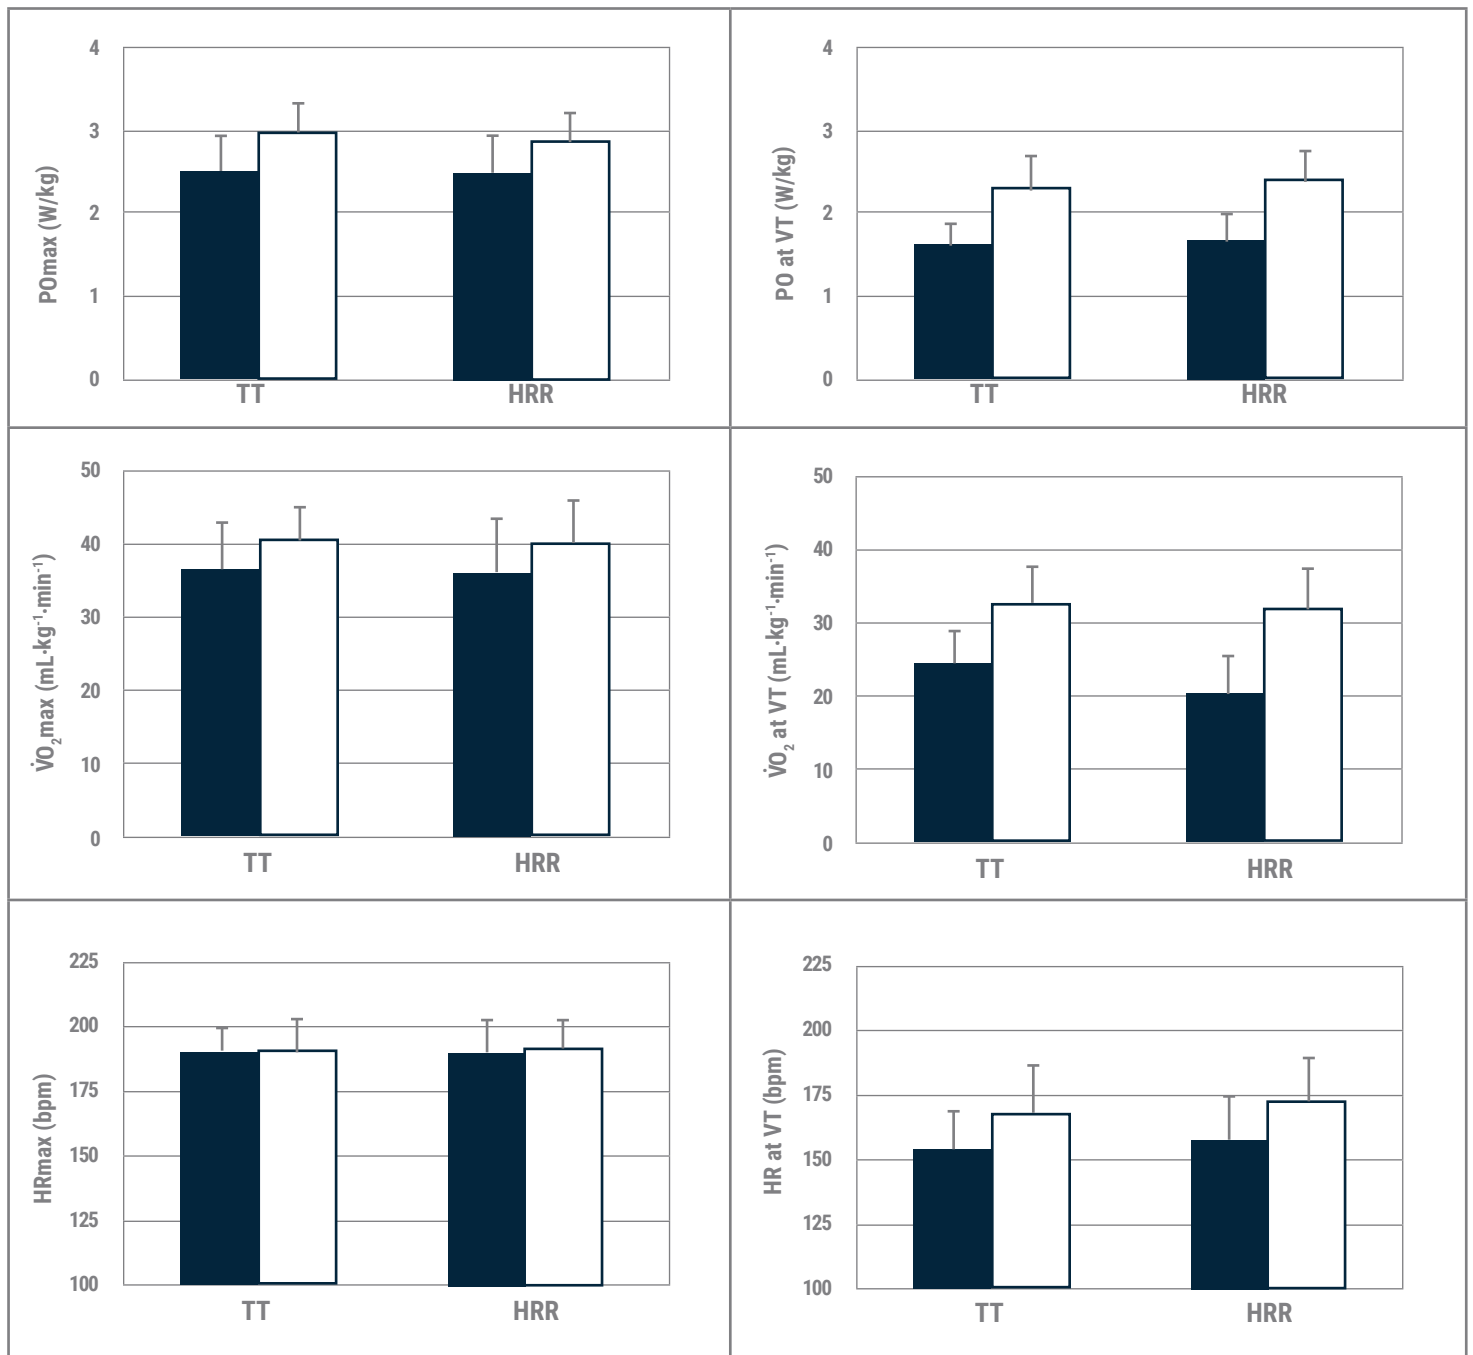 4
3
2
1
0
POmax (W/kg)
TT HRR
4
3
2
1
0
PO at VT (W/kg)
TT HRR
50
40
30
20
10
0
V̇O₂max (mL·kg⁻¹·min⁻¹)
TT HRR
50
40
30
20
10
0
V̇O₂ at VT (mL·kg⁻¹·min⁻¹)
TT HRR
225
200
175
150
125
100
HRmax (bpm)
TT HRR
225
200
175
150
125
100
HR at VT (bpm)
TT HRR